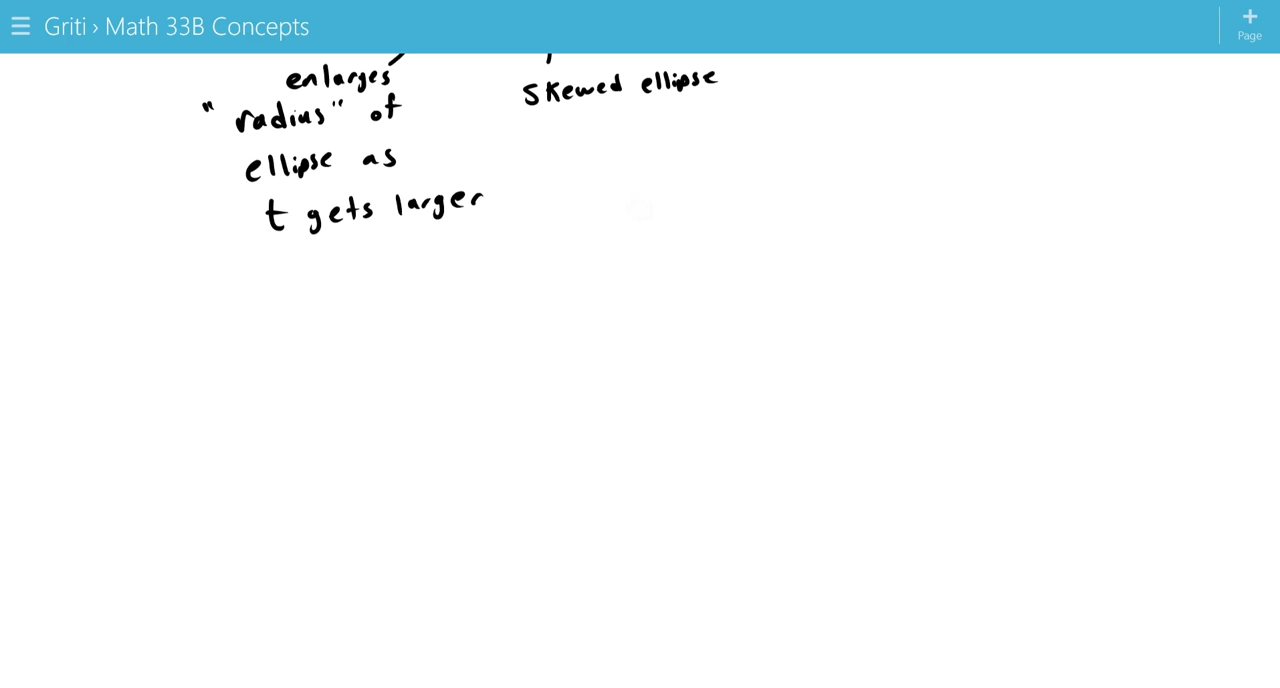 Griti › Math 33B Concepts
+
Page
enlarges
"radius" of
ellipse as
t gets larger
skewed ellipse